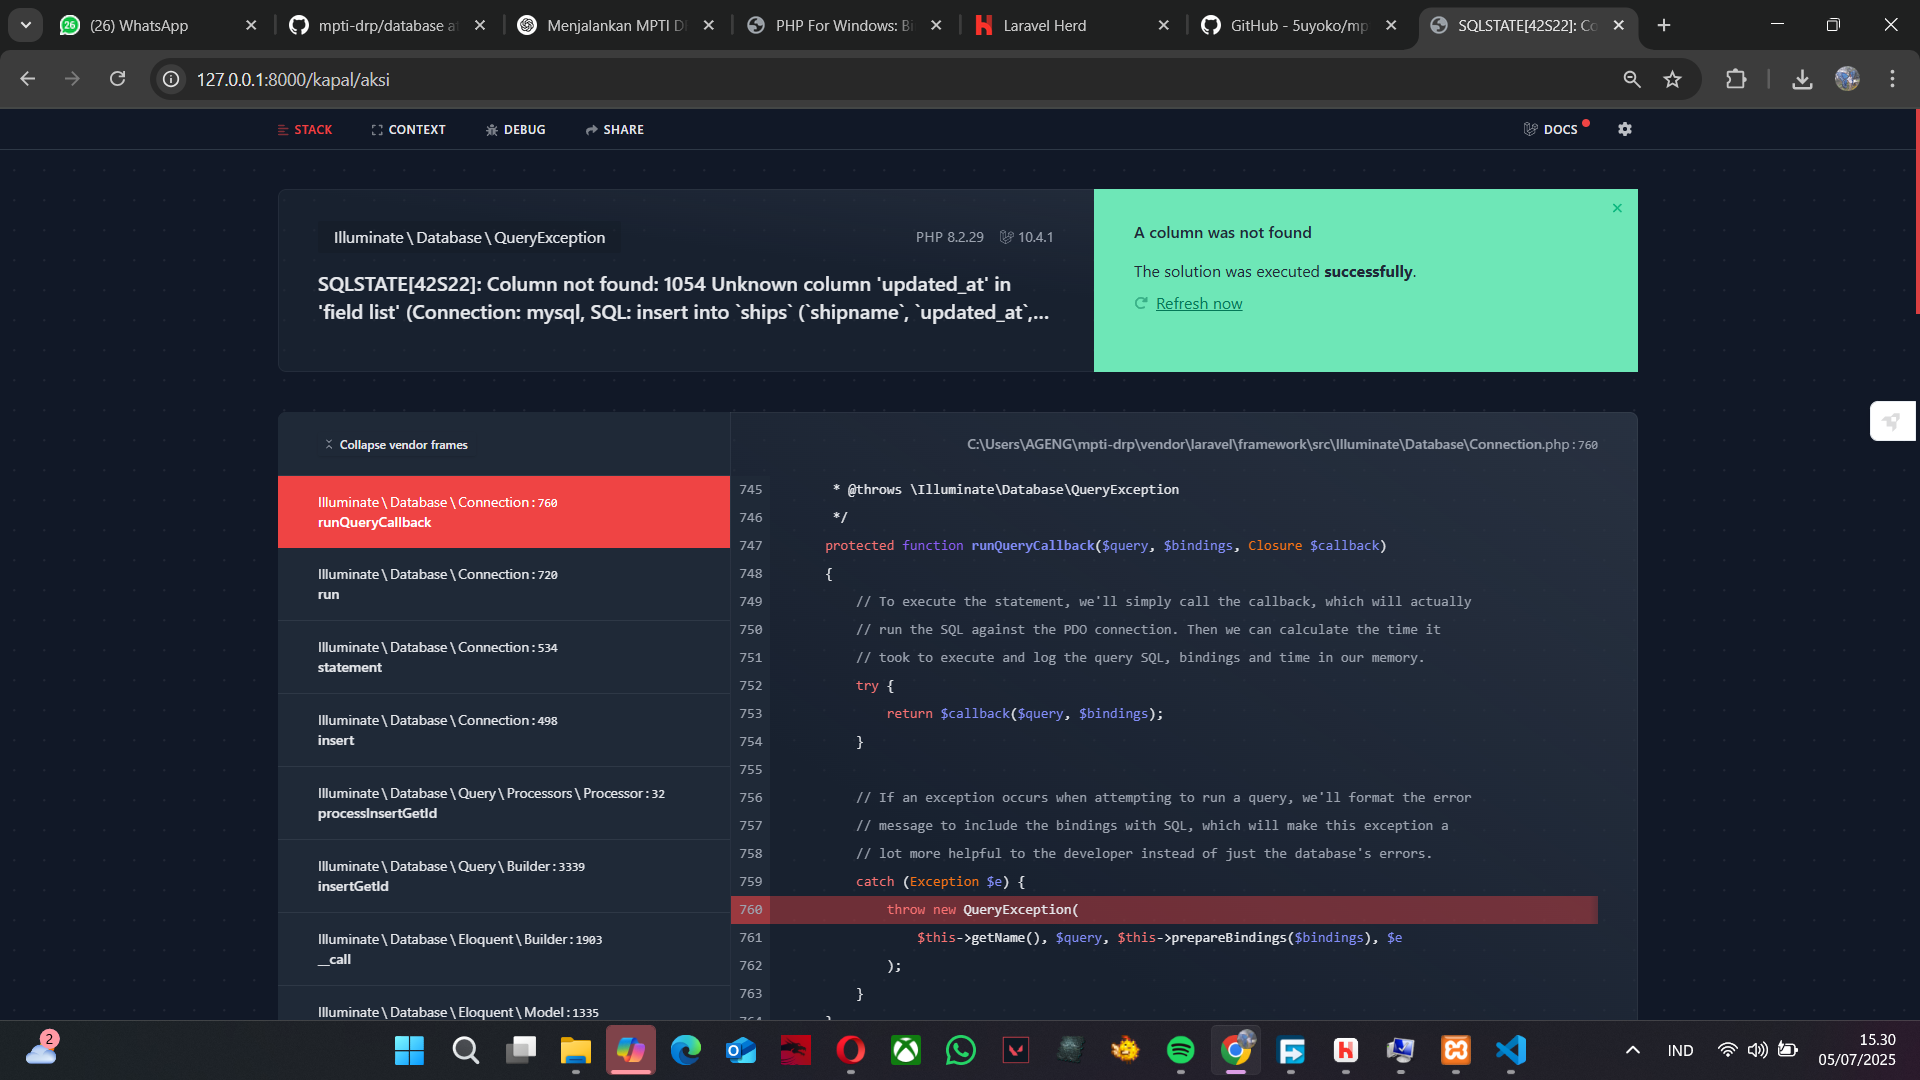 26
(26) WhatsApp
mpti-drp/database at
Menjalankan MPTI D
PHP For Windows: Bi
Laravel Herd
GitHub - 5uyoko/mp
SQLSTATE[42S22]: Co
127.0.0.1:8000/kapal/aksi
STACK
CONTEXT
DEBUG
SHARE
DOCS
Illuminate\Database\QueryException
PHP 8.2.29
10.4.1
SQLSTATE[42S22]: Column not found: 1054 Unknown column 'updated_at' in
'field list' (Connection: mysql, SQL: insert into `ships` (`shipname`, `updated_at`,...
A column was not found
The solution was executed successfully.
Refresh now
Collapse vendor frames
Illuminate\Database\Connection:760
runQueryCallback
Illuminate\Database\Connection:720
run
Illuminate\Database\Connection:534
statement
Illuminate\Database\Connection:498
insert
Illuminate\Database\Query\Processors\Processor:32
processInsertGetId
Illuminate\Database\Query\Builder:3339
insertGetId
Illuminate\Database\Eloquent\Builder:1903
__call
Illuminate\Database\Eloquent\Model:1335
C:\Users\AGENG\mpti-drp\vendor\laravel\framework\src\Illuminate\Database\Connection.php:760
745 * @throws \Illuminate\Database\QueryException
746 */
747 protected function runQueryCallback($query, $bindings, Closure $callback)
748 {
749 // To execute the statement, we'll simply call the callback, which will actually
750 // run the SQL against the PDO connection. Then we can calculate the time it
751 // took to execute and log the query SQL, bindings and time in our memory.
752 try {
753 return $callback($query, $bindings);
754 }
755
756 // If an exception occurs when attempting to run a query, we'll format the error
757 // message to include the bindings with SQL, which will make this exception a
758 // lot more helpful to the developer instead of just the database's errors.
759 catch (Exception $e) {
760 throw new QueryException(
761 $this->getName(), $query, $this->prepareBindings($bindings), $e
762 );
763 }
764 }
2
IND
15.30
05/07/2025